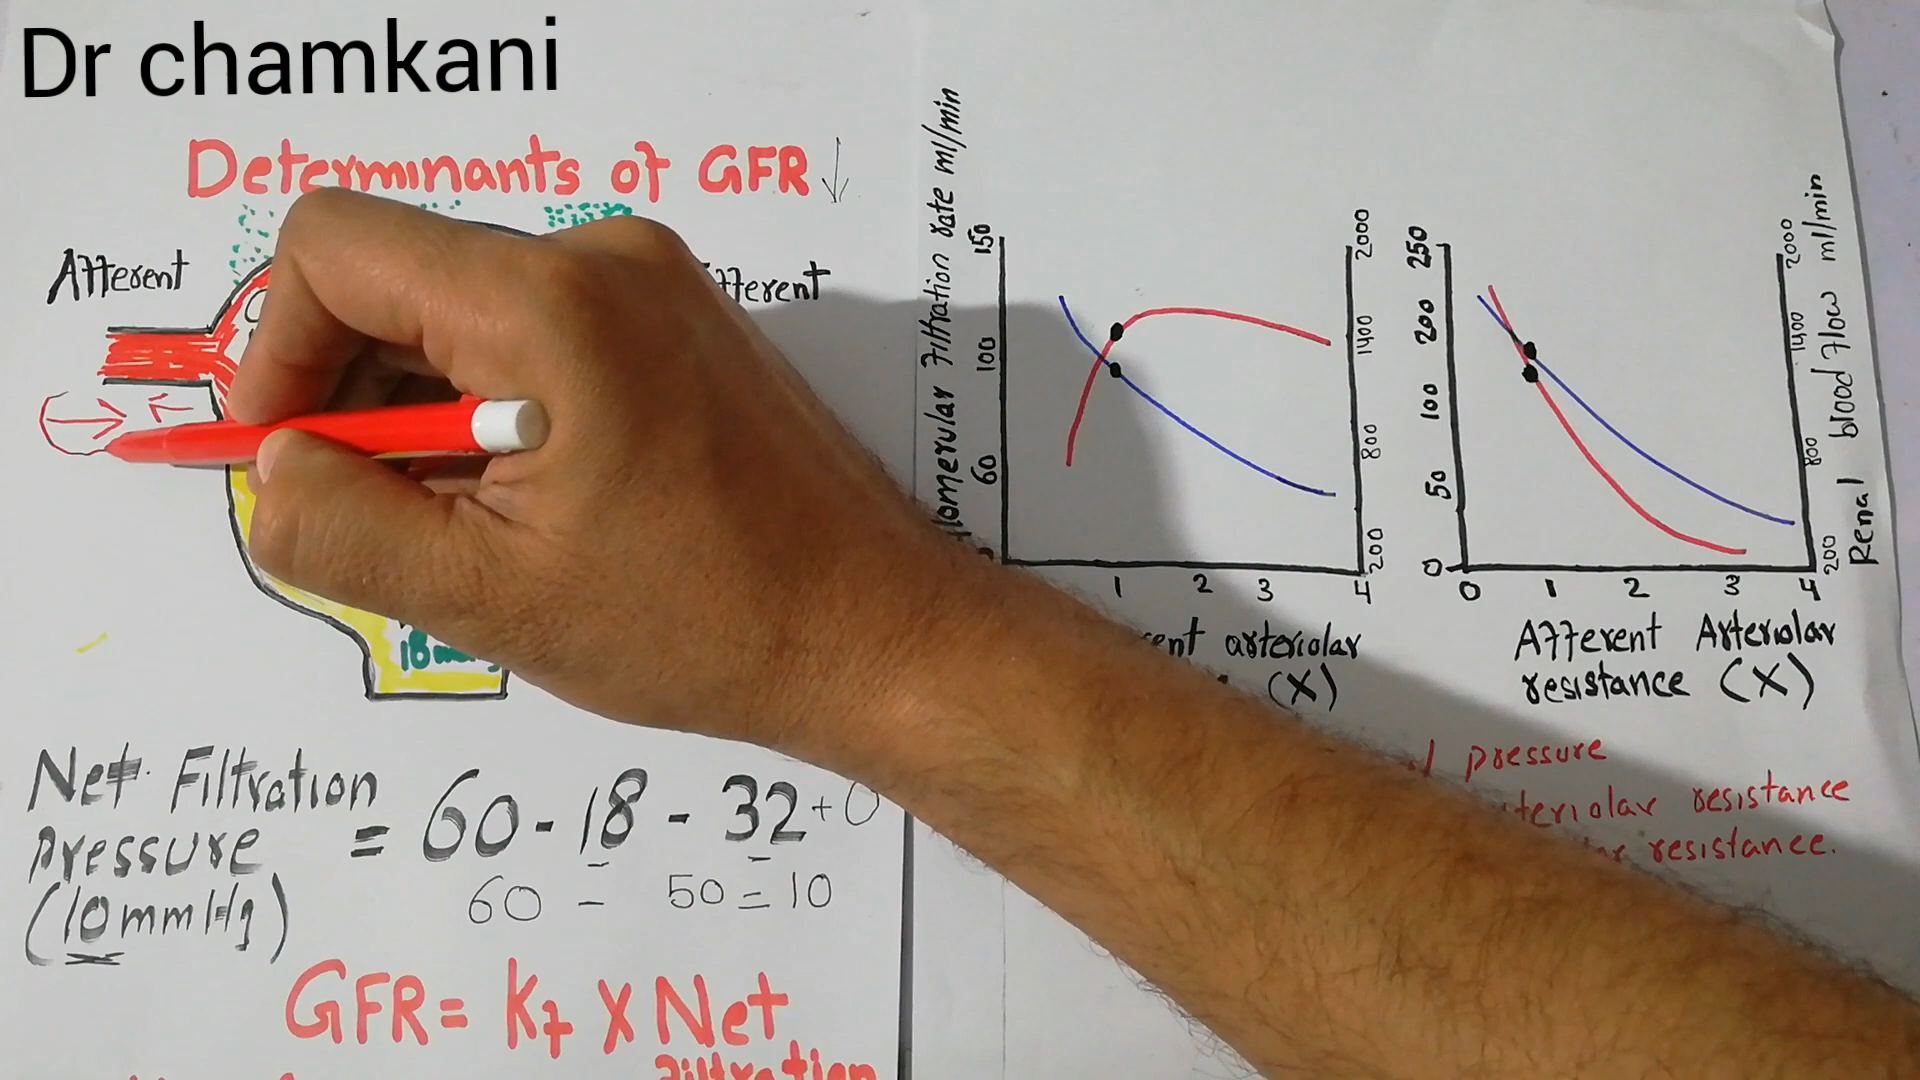 Dr chamkani
Determinants of GFR ↓
Afferent
18
Net Filtration
pressure
(10mmHg)
= 60 - 18 - 32 + 0
60 - 50 = 10
GFR = Kf X Net
filtration
filtration rate ml/min
150
100
60
2000
1400
800
200
1 2 3 4
arteriolar
(X)
250
200
100
50
0
2000
1400
800
200
Renal blood flow ml/min
0 1 2 3 4
Afferent Arteriolar
resistance (X)
pressure
resistance
resistance.